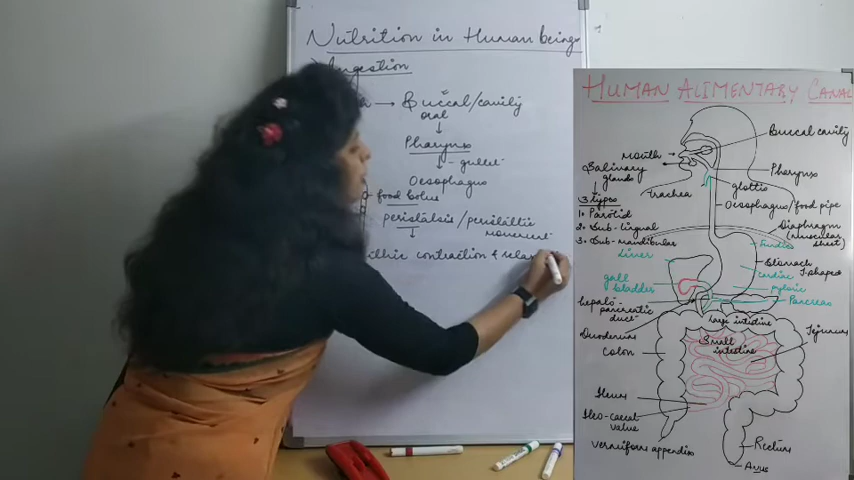 Nutrition in Human beings
Ingestion
→ Buccal/cavity
oral
↓
Pharynx
↓ - gullet
Oesophagus
food bolus
peristalsis/peristaltic
↓ movement
contraction & relax
HUMAN ALIMENTARY CANAL
Buccal cavity
mouth
Salivary
glands
Pharynx
3 types
trachea
glottis
1. Parotid
Oesophagus/food pipe
2. Sub-lingual
3. Sub-mandibular
Diaphragm
(muscular
sheet)
Liver
fundus
Stomach
J-shaped
cardiac
gall
bladder
pyloric
Pancreas
hepato-
pancreatic
duct
Large intestine
Duodenum
Small
intestine
Jejunum
Colon
Ileum
Ileo-caecal
valve
Rectum
vermiform appendix
Anus